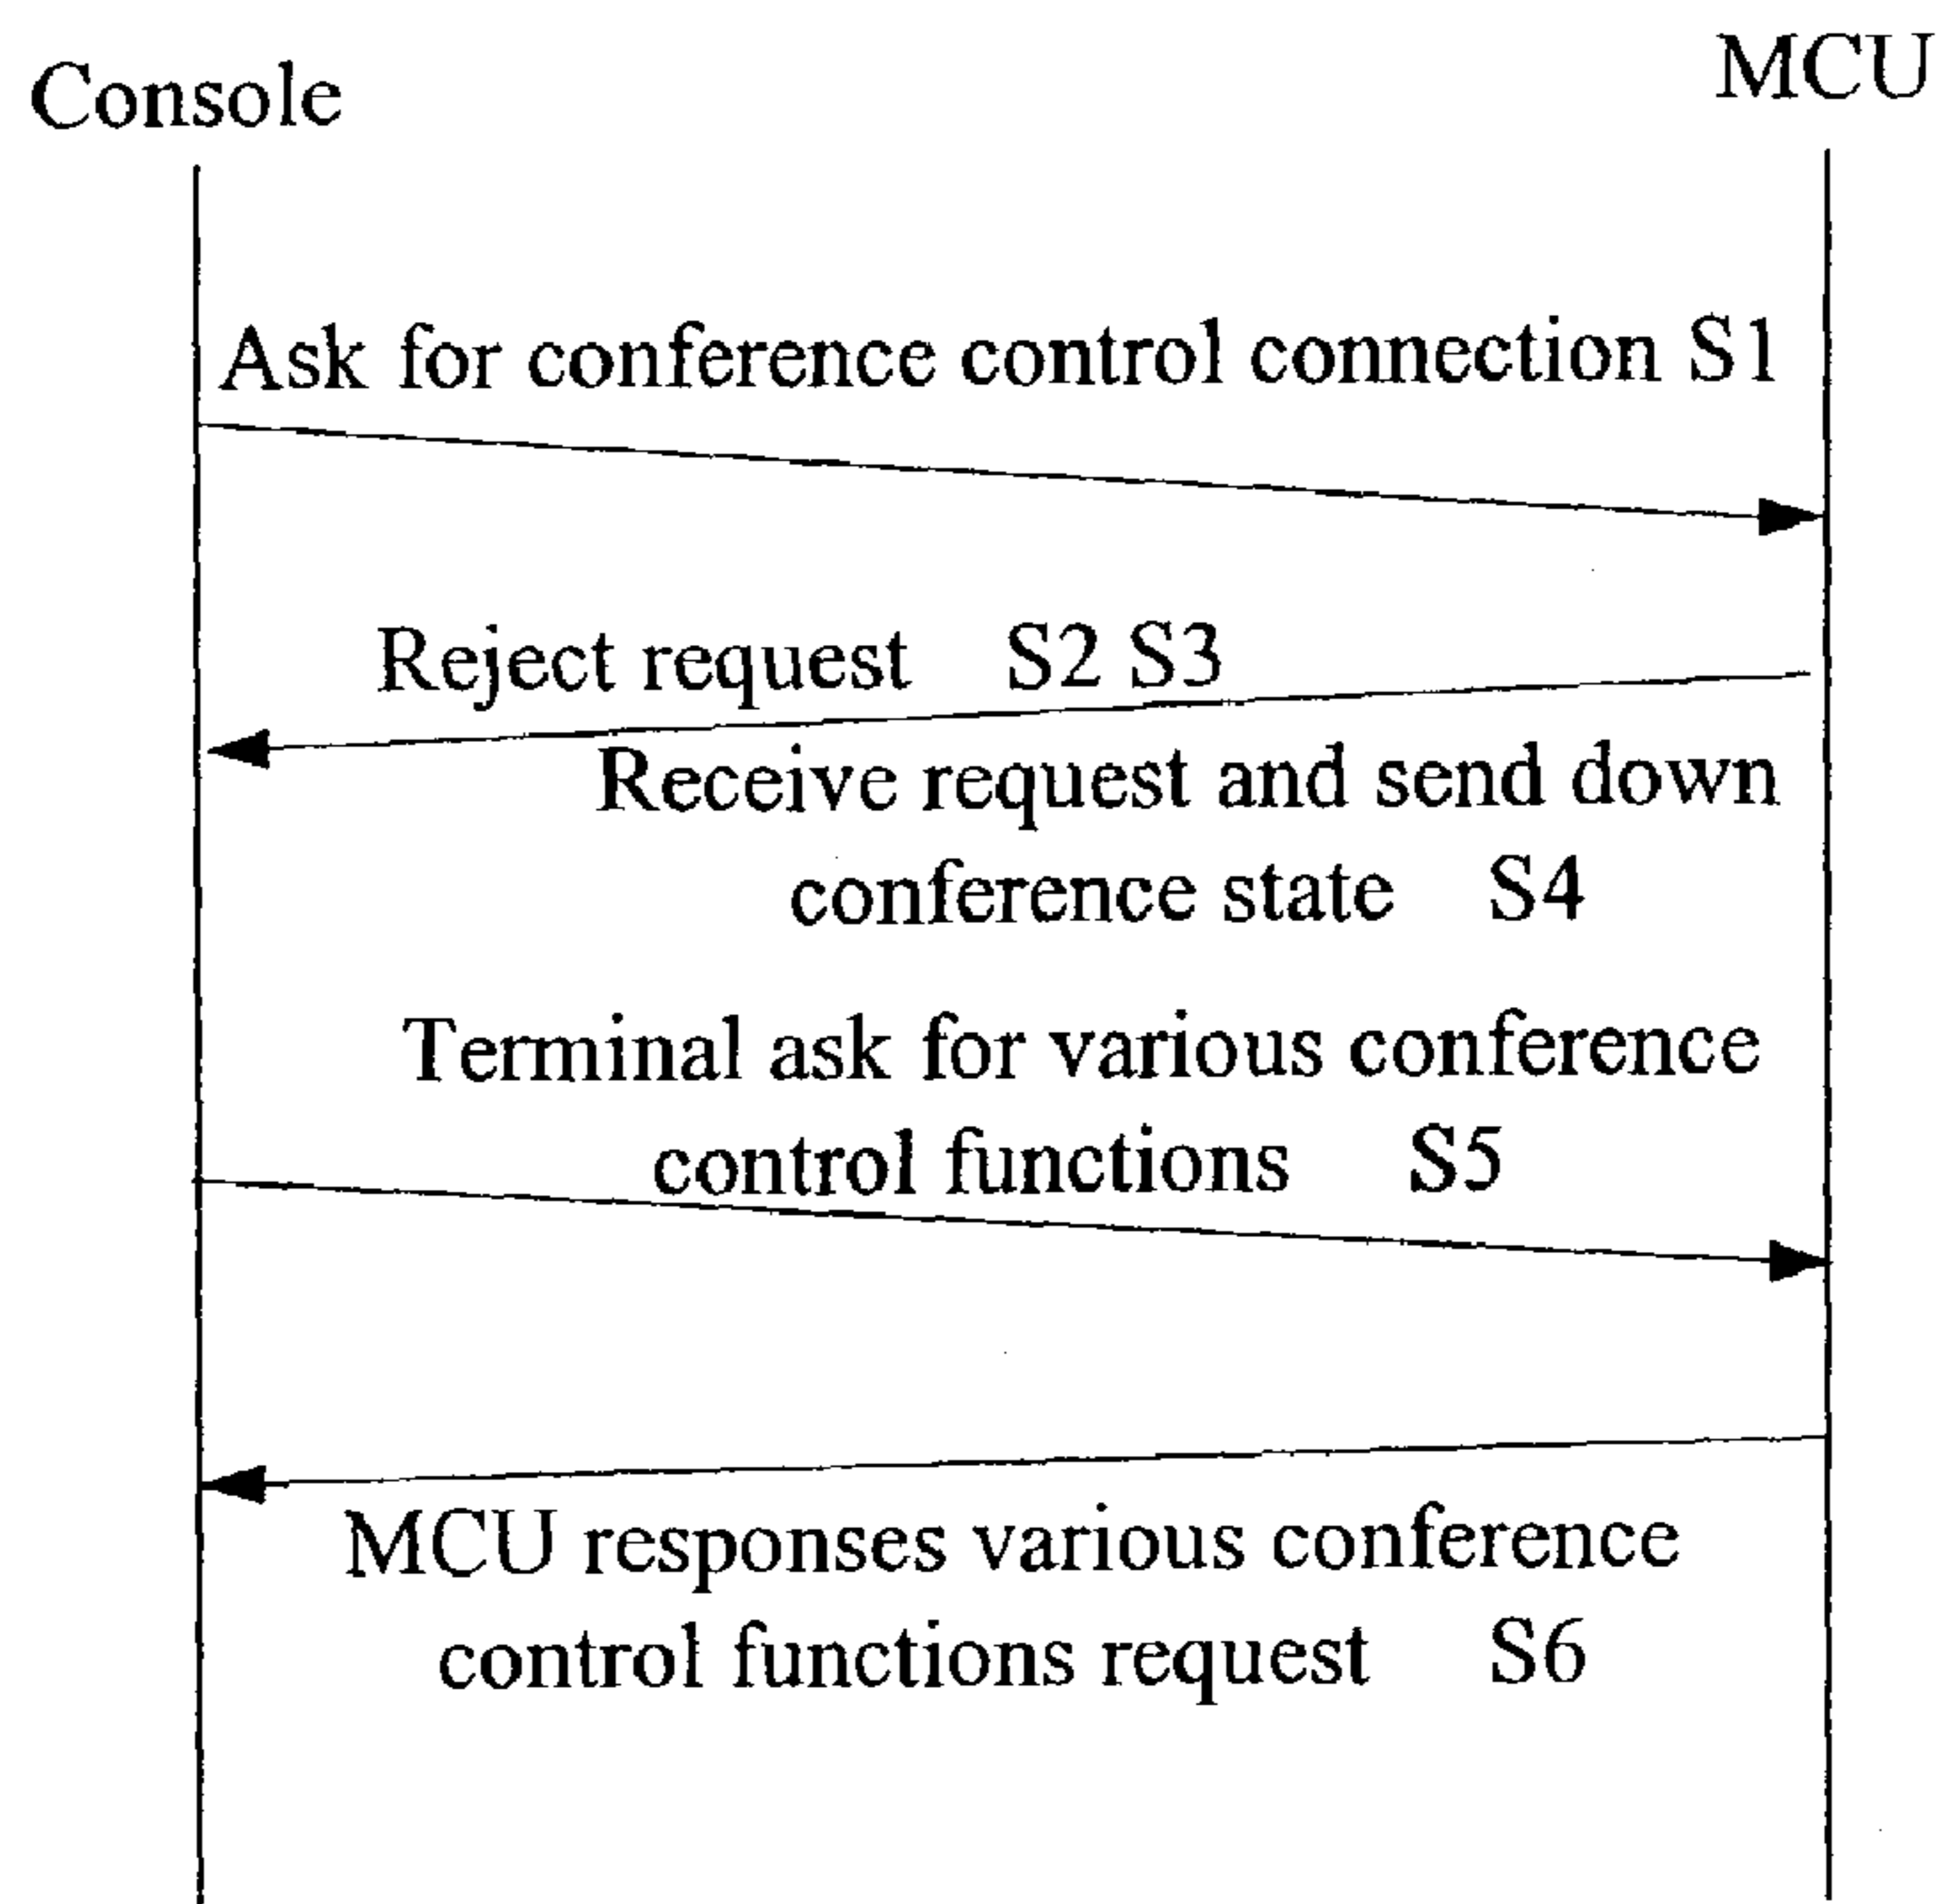 Console
MCU
Ask for conference control connection S1
Reject request S2 S3
Receive request and send down
conference state S4
Terminal ask for various conference
control functions S5
MCU responses various conference
control functions request S6